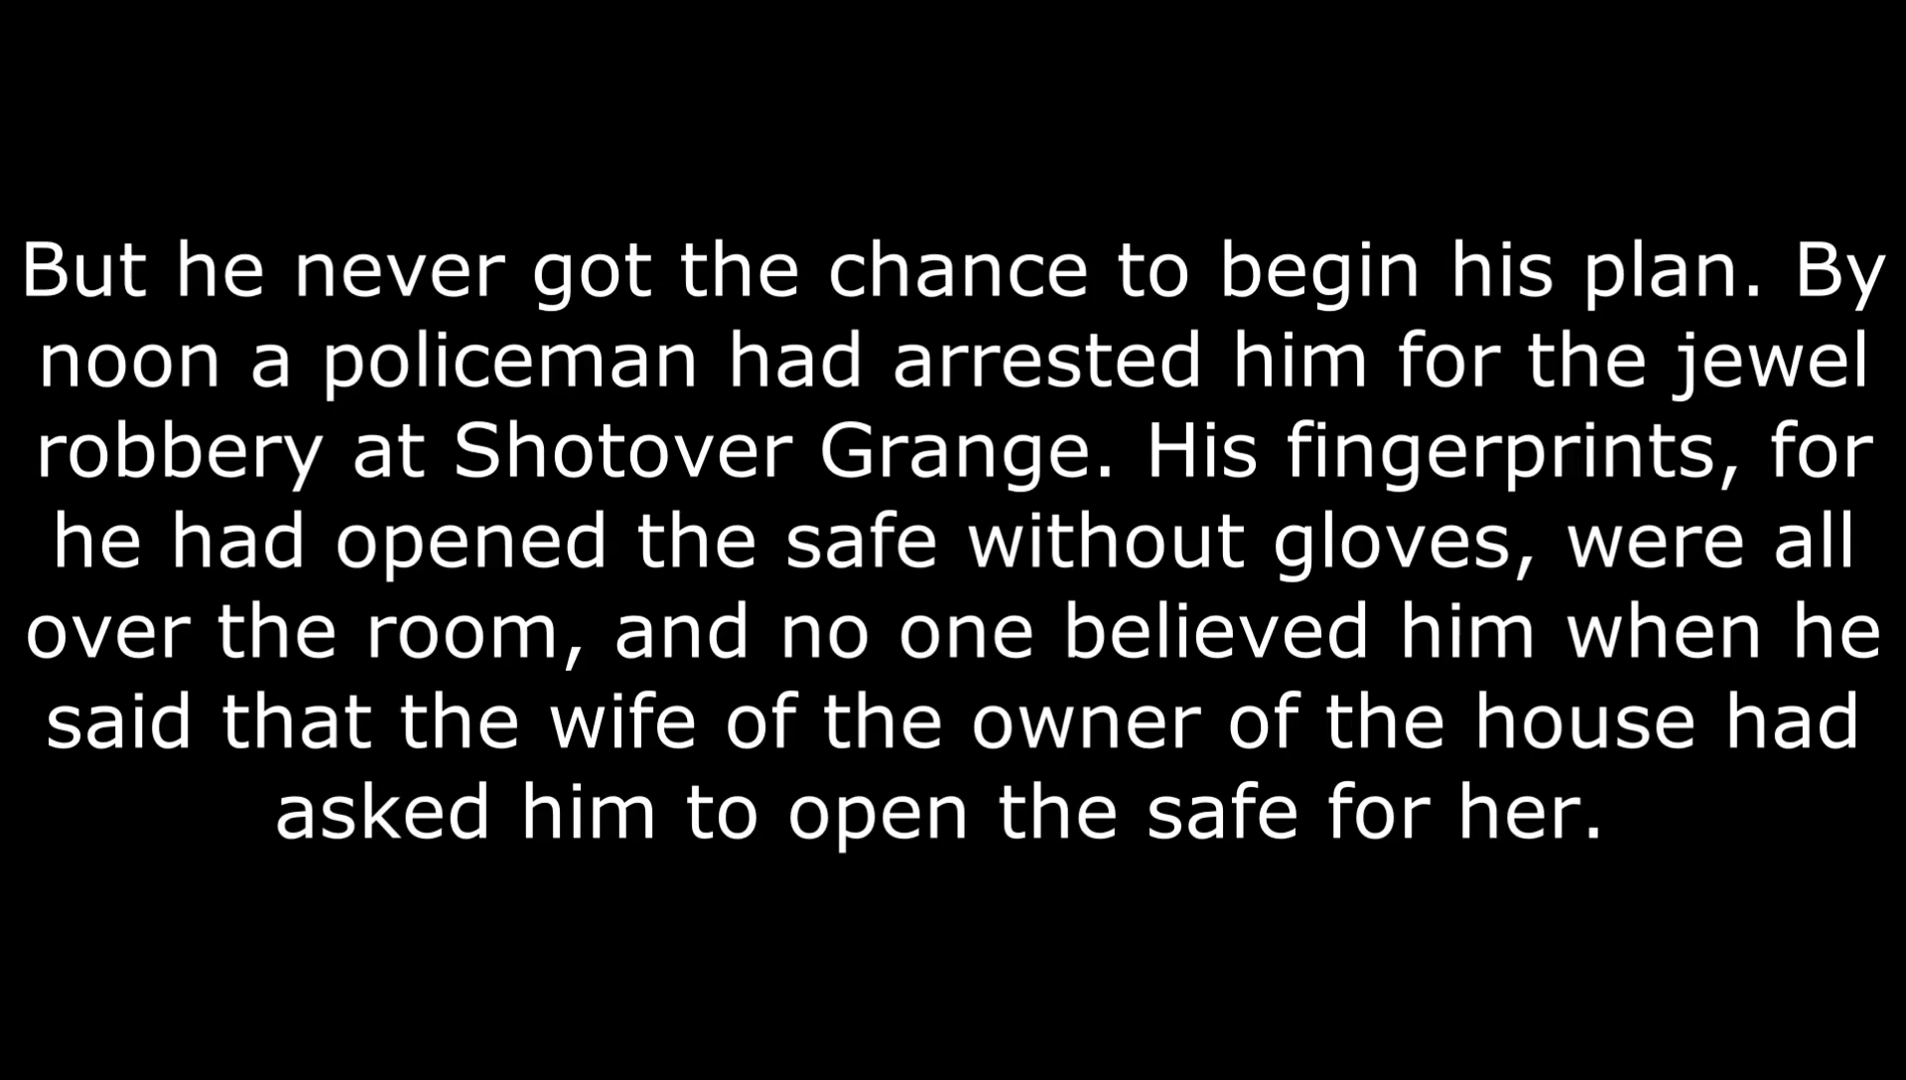 But he never got the chance to begin his plan. By
noon a policeman had arrested him for the jewel
robbery at Shotover Grange. His fingerprints, for
he had opened the safe without gloves, were all
over the room, and no one believed him when he
said that the wife of the owner of the house had
asked him to open the safe for her.